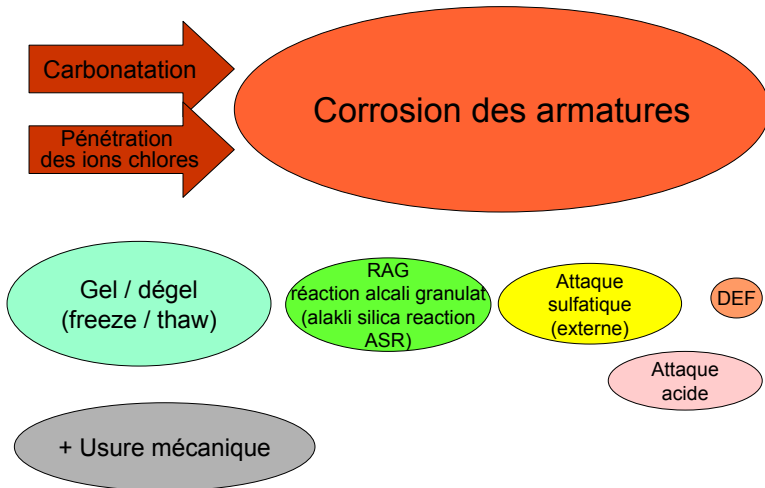 Carbonatation
Corrosion des armatures
Pénétration
des ions chlores
Gel / dégel
(freeze / thaw)
RAG
réaction alcali granulat
(alakli silica reaction
ASR)
Attaque
sulfatique
(externe)
DEF
Attaque
acide
+ Usure mécanique